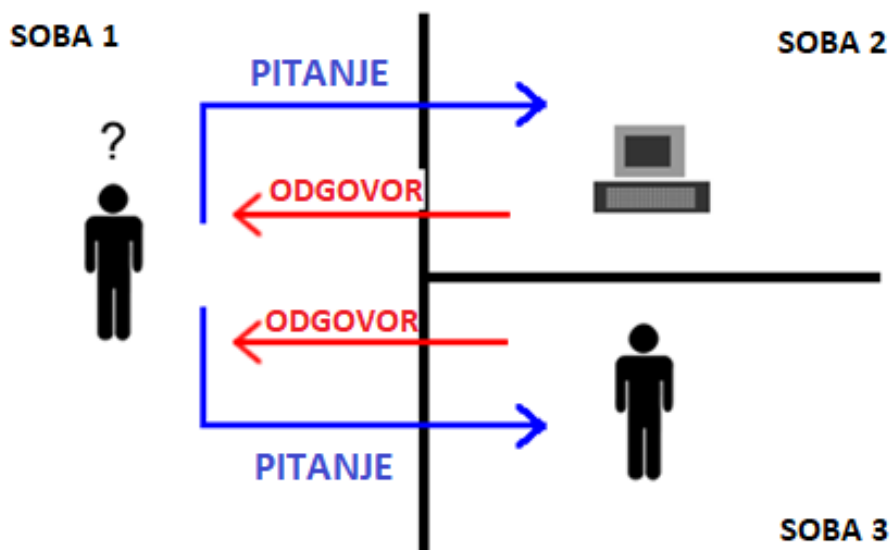 SOBA 1
SOBA 2
PITANJE
?
ODGOVOR
ODGOVOR
PITANJE
SOBA 3